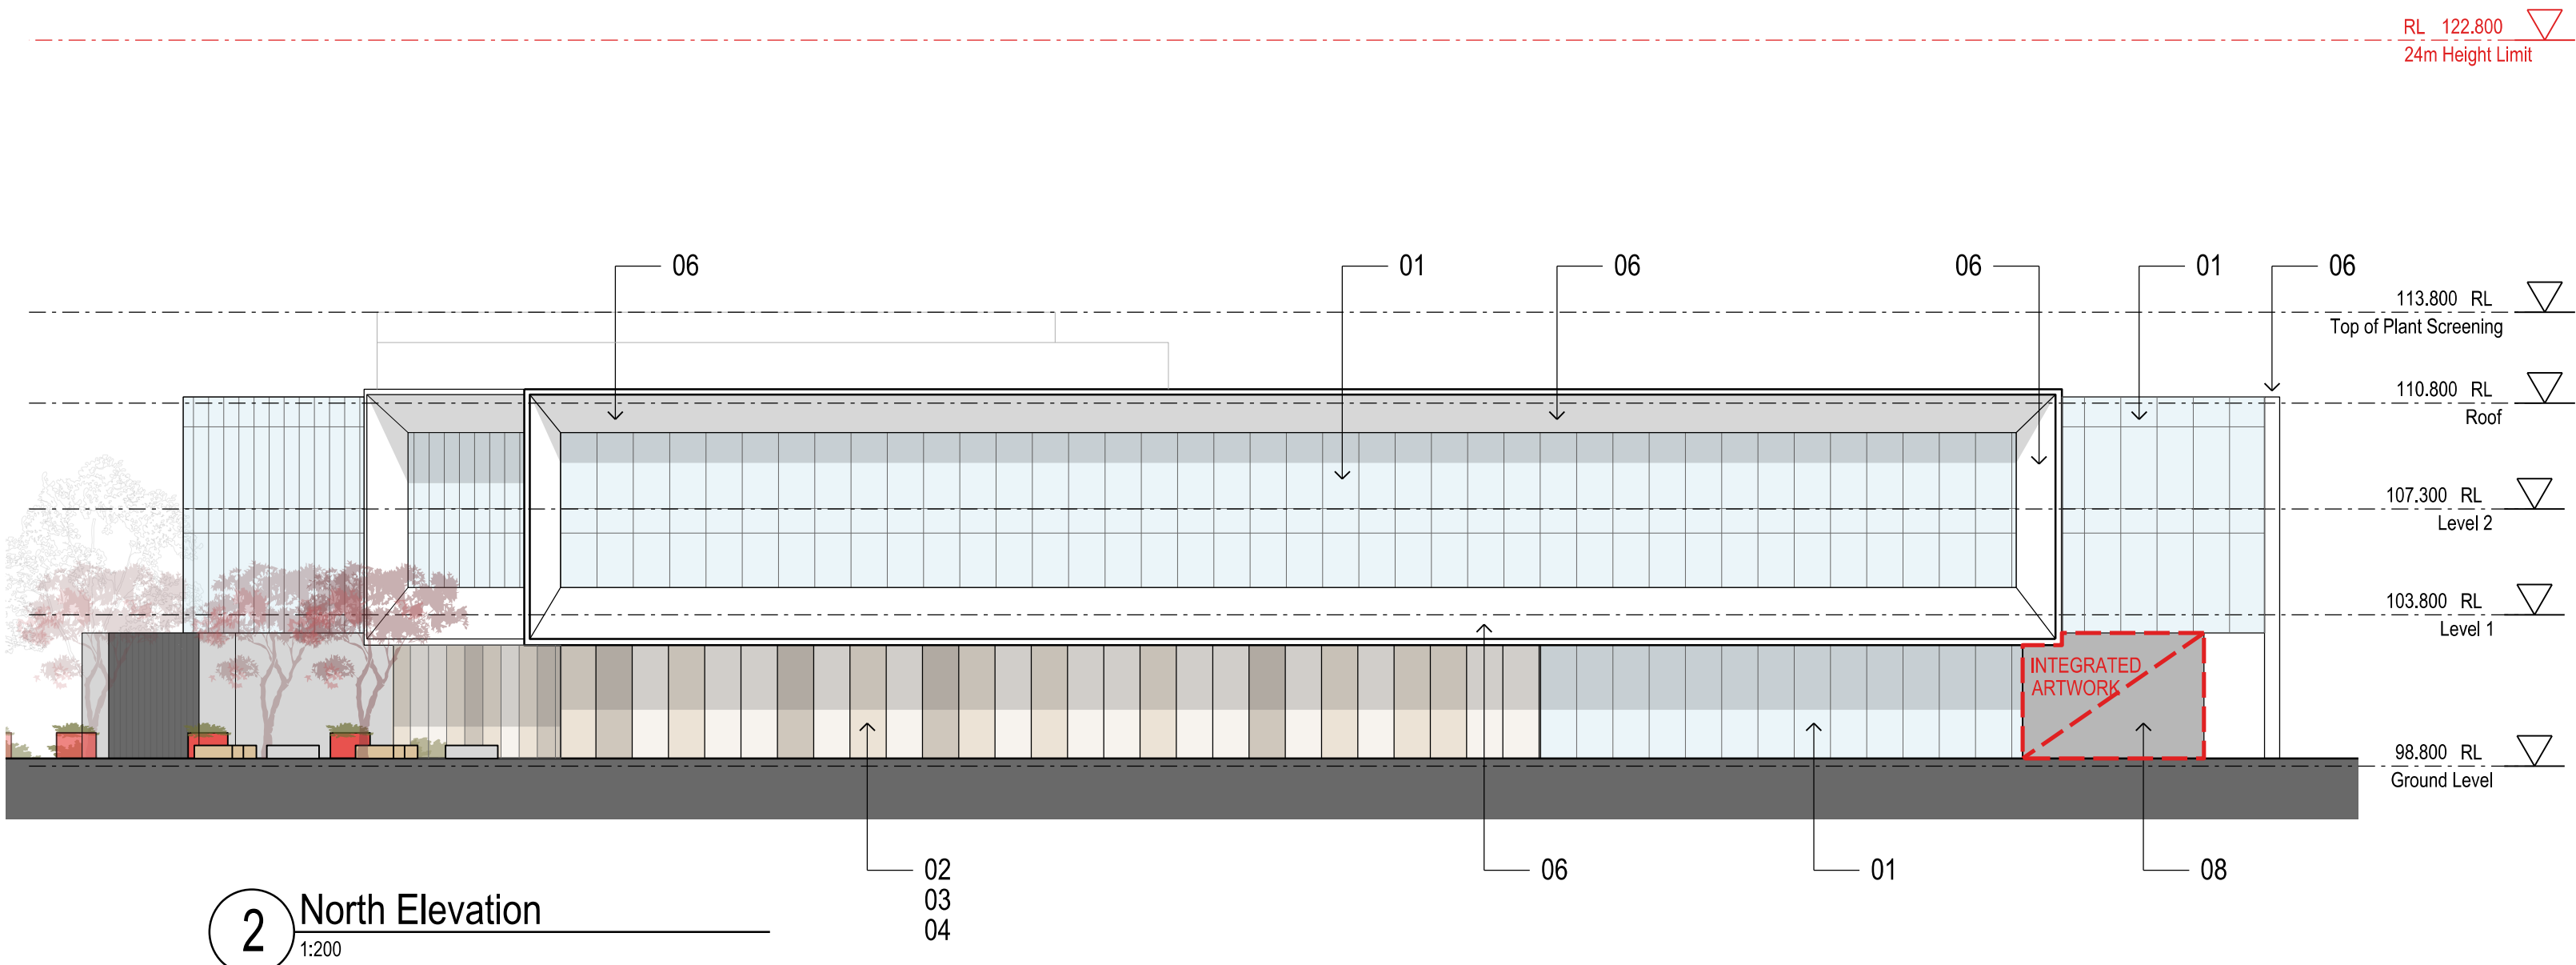 RL 122.800
24m Height Limit
06
01
06
06
01
06
113.800 RL
Top of Plant Screening
110.800 RL
Roof
107.300 RL
Level 2
103.800 RL
Level 1
INTEGRATED
ARTWORK
98.800 RL
Ground Level
02
03
04
06
01
08
2
North Elevation
1:200